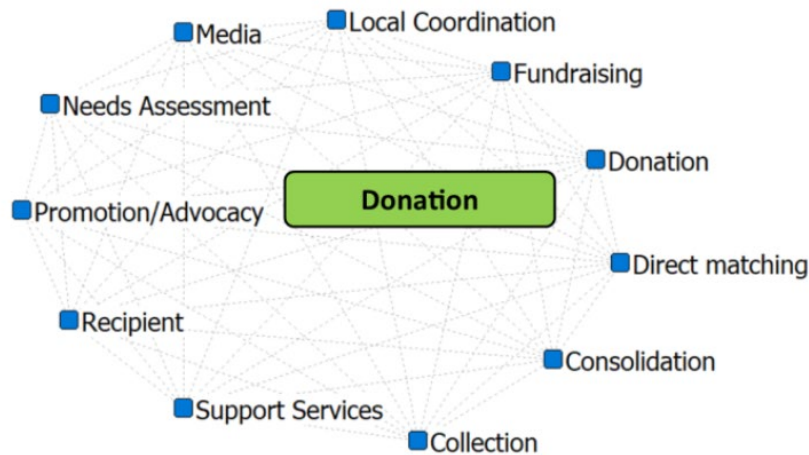 Local Coordination
Media
Fundraising
Needs Assessment
Donation
Donation
Promotion/Advocacy
Direct matching
Recipient
Consolidation
Support Services
Collection